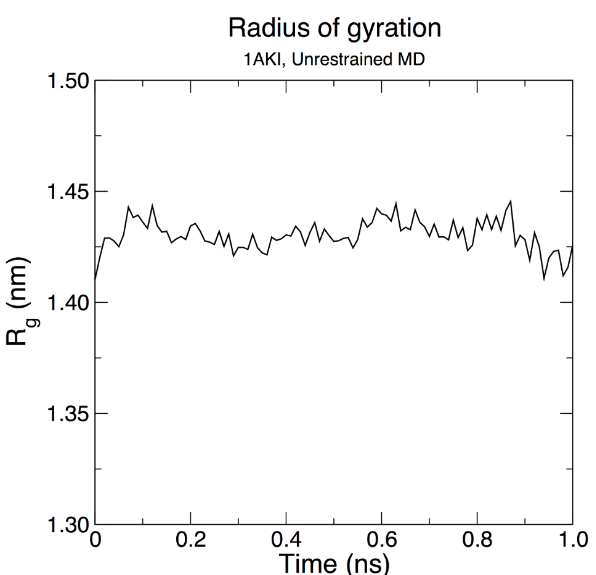 Radius of gyration
1AKI, Unrestrained MD
1.50
1.45
1.40
1.35
1.30
Rg (nm)
0 0.2 0.4 0.6 0.8 1.0
Time (ns)